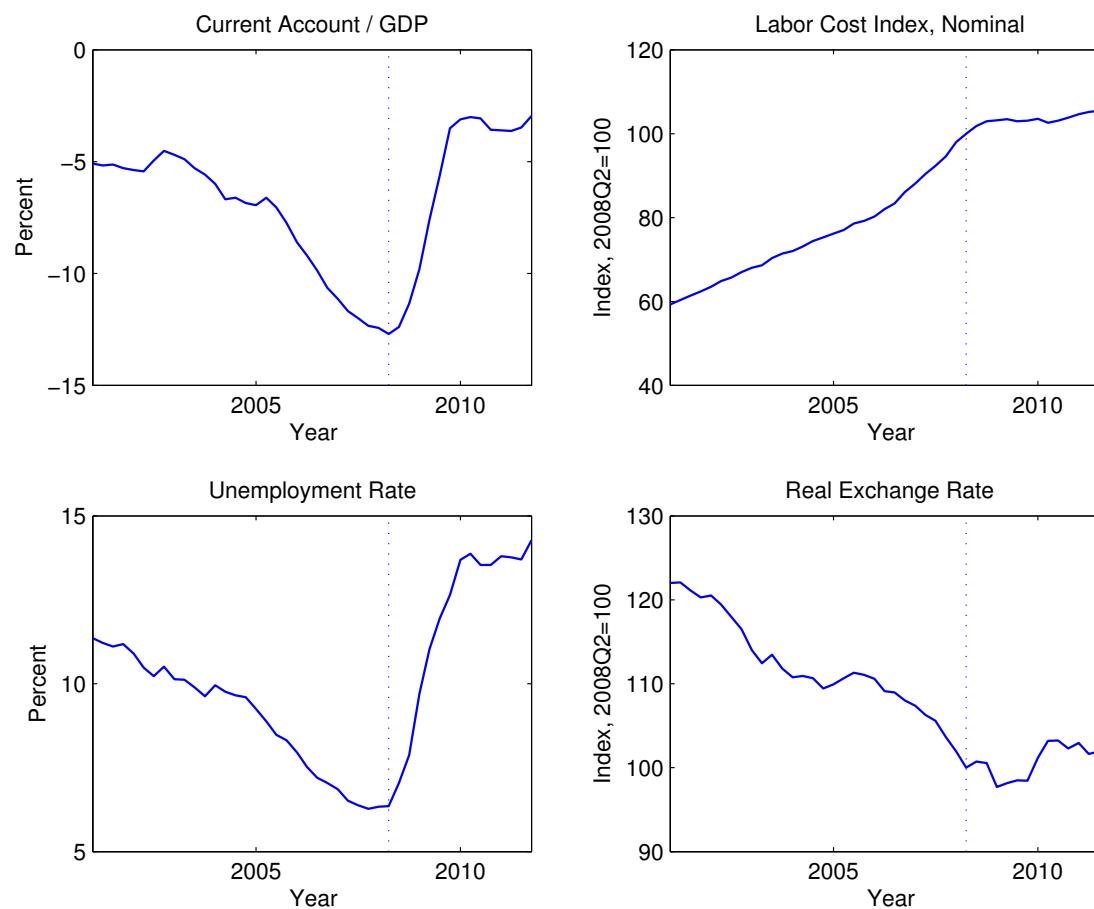 Current Account / GDP
0
−5
−10
−15
Percent
2005
2010
Year
Labor Cost Index, Nominal
120
100
80
60
40
Index, 2008Q2=100
2005
2010
Year
Unemployment Rate
15
10
5
Percent
2005
2010
Year
Real Exchange Rate
130
120
110
100
90
Index, 2008Q2=100
2005
2010
Year